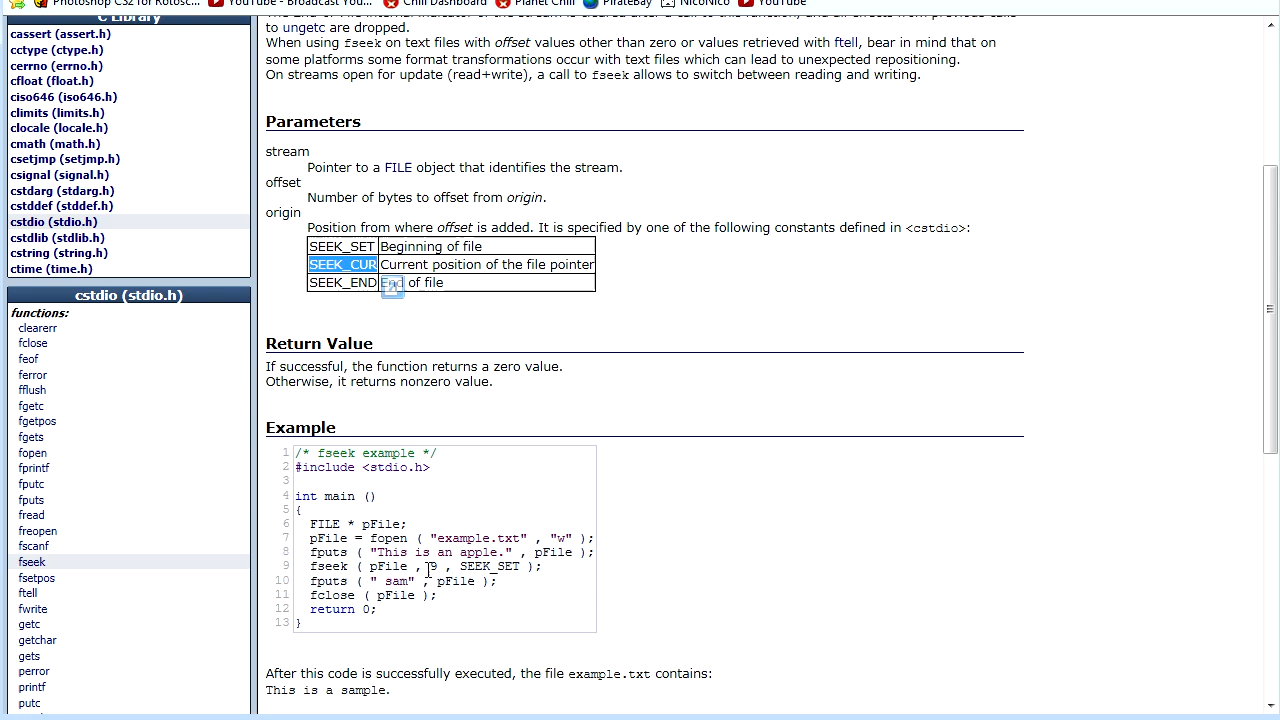 Photoshop CS2 for Rotosc...
YouTube - Broadcast You...
Chill Dashboard
Planet Chill
PirateBay
NicoNico
YouTube
C Library
cassert (assert.h)
cctype (ctype.h)
cerrno (errno.h)
cfloat (float.h)
ciso646 (iso646.h)
climits (limits.h)
clocale (locale.h)
cmath (math.h)
csetjmp (setjmp.h)
csignal (signal.h)
cstdarg (stdarg.h)
cstddef (stddef.h)
cstdio (stdio.h)
cstdlib (stdlib.h)
cstring (string.h)
ctime (time.h)
cstdio (stdio.h)
functions:
clearerr
fclose
feof
ferror
fflush
fgetc
fgetpos
fgets
fopen
fprintf
fputc
fputs
fread
freopen
fscanf
fseek
fsetpos
ftell
fwrite
getc
getchar
gets
perror
printf
putc
to ungetc are dropped.
When using fseek on text files with offset values other than zero or values retrieved with ftell, bear in mind that on
some platforms some format transformations occur with text files which can lead to unexpected repositioning.
On streams open for update (read+write), a call to fseek allows to switch between reading and writing.
Parameters
stream
Pointer to a FILE object that identifies the stream.
offset
Number of bytes to offset from origin.
origin
Position from where offset is added. It is specified by one of the following constants defined in <cstdio>:
SEEK_SET Beginning of file
SEEK_CUR Current position of the file pointer
SEEK_END End of file
Return Value
If successful, the function returns a zero value.
Otherwise, it returns nonzero value.
Example
1 /* fseek example */
2 #include <stdio.h>
3
4 int main ()
5 {
6 FILE * pFile;
7 pFile = fopen ( "example.txt" , "w" );
8 fputs ( "This is an apple." , pFile );
9 fseek ( pFile , 9 , SEEK_SET );
10 fputs ( " sam" , pFile );
11 fclose ( pFile );
12 return 0;
13 }
After this code is successfully executed, the file example.txt contains:
This is a sample.